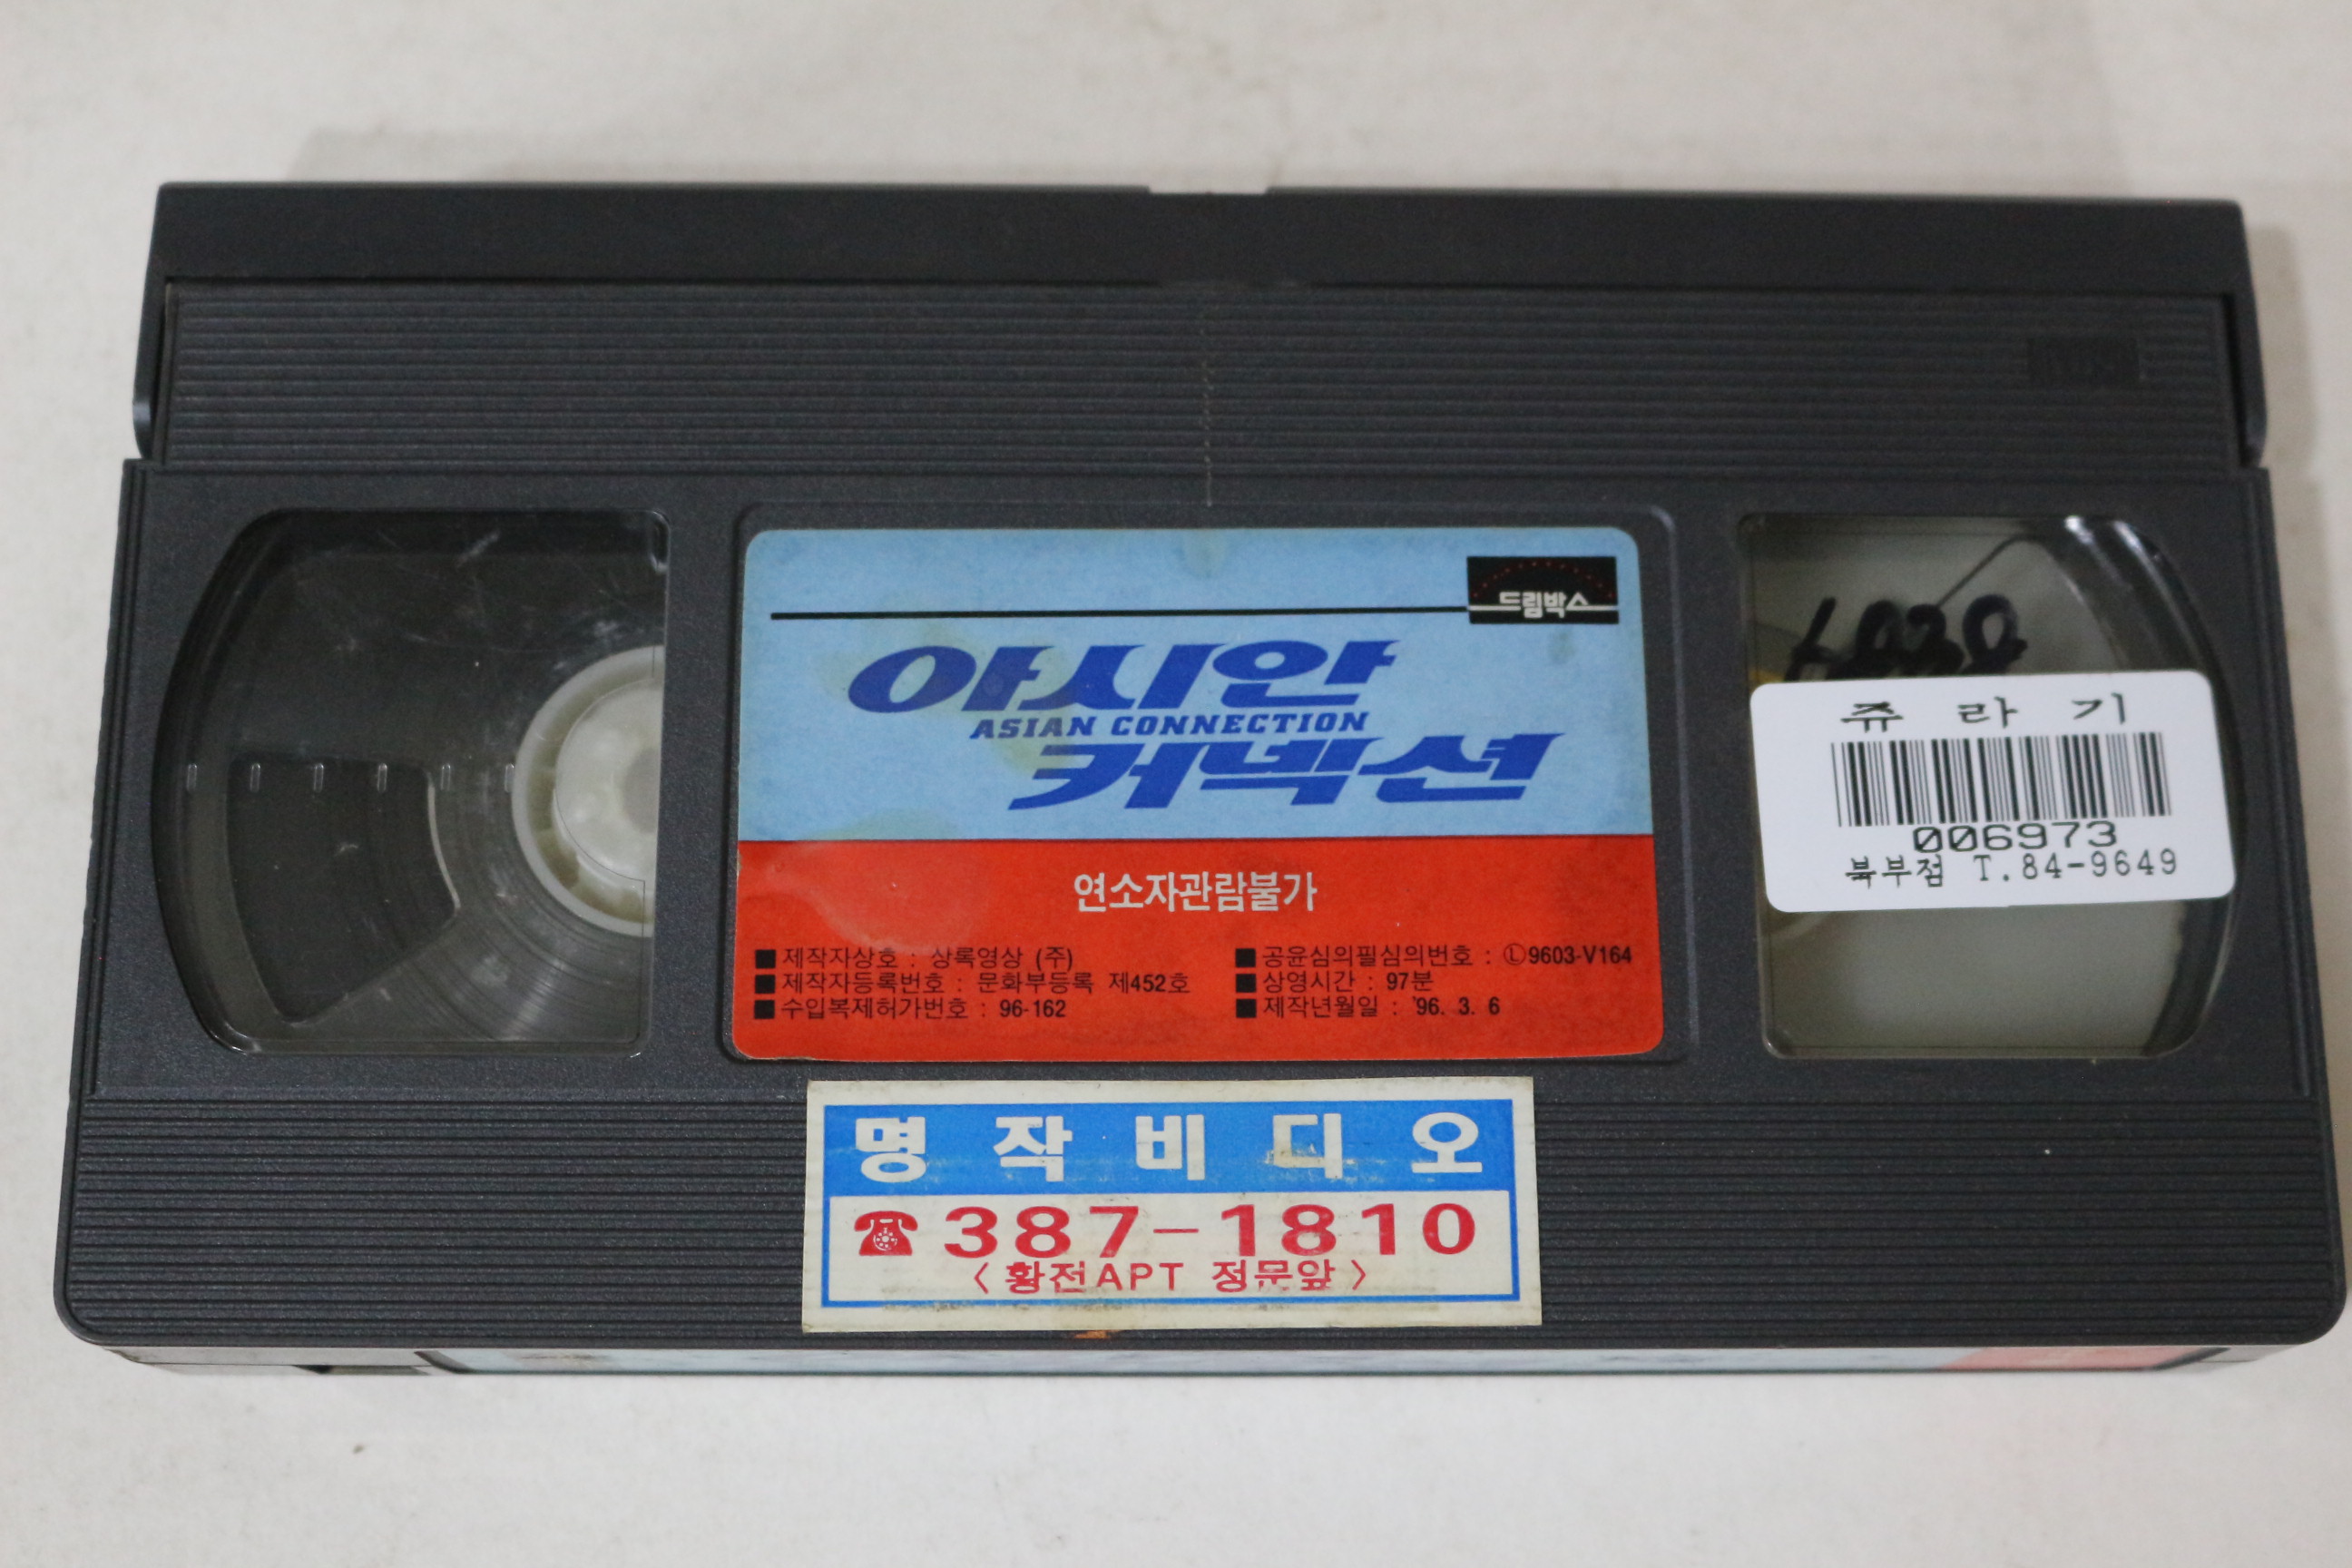 드림박스
아시안
ASIAN CONNECTION
커넥션
연소자관람불가
■ 제작자상호 : 상록영상 (주)
■ 제작자등록번호 : 문화부등록 제452호
■ 수입복제허가번호 : 96-162
■ 공윤심의필심의번호 : Ⓛ9603-V164
■ 상영시간 : 97분
■ 제작년월일 : '96. 3. 6
쥬 라 기
006973
북부점 T.84-9649
명 작 비 디 오
☎387-1810
〈 황전APT 정문앞 〉